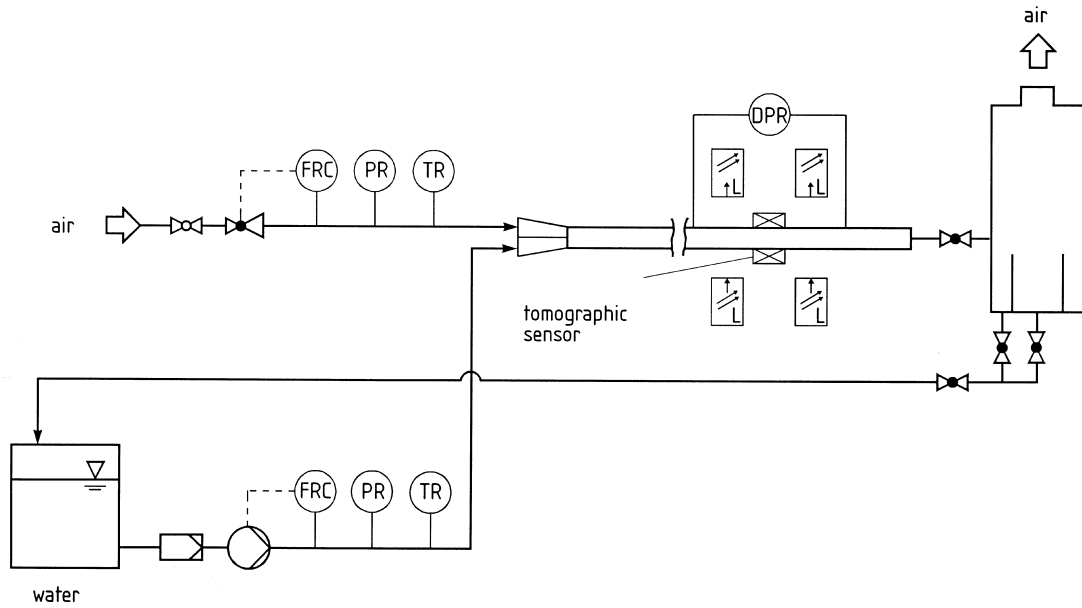 air
DPR
FRC
PR
TR
L
L
air
L
L
tomographic
sensor
FRC
PR
TR
water